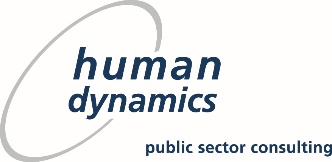 human
dynamics
public sector consulting